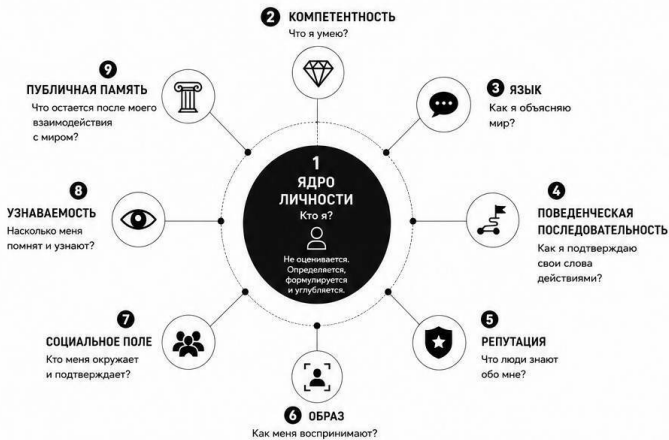 1
ЯДРО
ЛИЧНОСТИ
Кто я?
Не оценивается.
Определяется,
формулируется
и углубляется.
2 КОМПЕТЕНТНОСТЬ
Что я умею?
3 ЯЗЫК
Как я объясняю
мир?
4
ПОВЕДЕНЧЕСКАЯ
ПОСЛЕДОВАТЕЛЬНОСТЬ
Как я подтверждаю
свои слова
действиями?
5
РЕПУТАЦИЯ
Что люди знают
обо мне?
6 ОБРАЗ
Как меня воспринимают?
7
СОЦИАЛЬНОЕ ПОЛЕ
Кто меня окружает
и подтверждает?
8
УЗНАВАЕМОСТЬ
Насколько меня
помнят и узнают?
9
ПУБЛИЧНАЯ ПАМЯТЬ
Что остается после моего
взаимодействия
с миром?